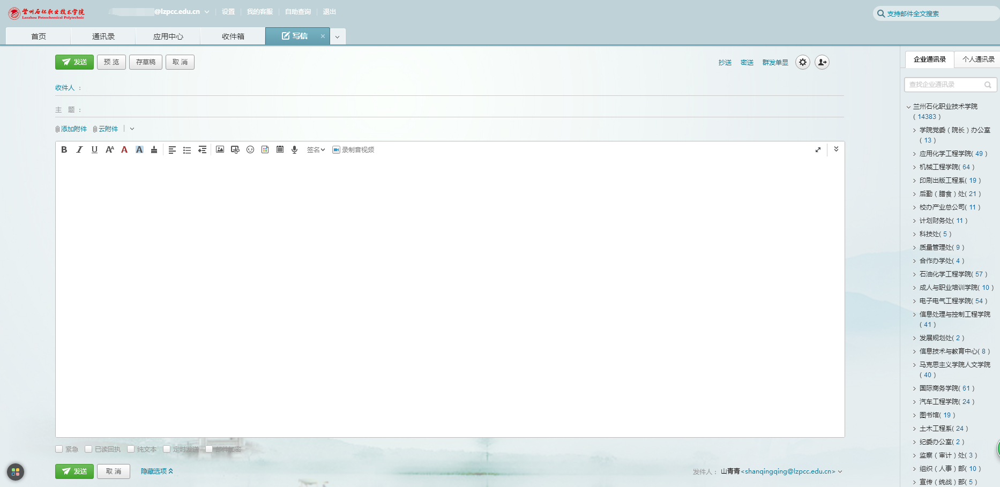 兰州石化职业技术学院
Lanzhou Petrochemical Polytechnic
@lzpcc.edu.cn 设置 我的客服 自助查询 退出
支持邮件全文搜索
首页 通讯录 应用中心 收件箱 写信
发送 预 览 存草稿 取 消
抄送 密送 群发单显
企业通讯录 个人通讯录
收件人 ：
查找企业通讯录
主 题 ：
添加附件 云附件
B I U A A A A 签名 录制音视频
兰州石化职业技术学院
( 14383 )
学院党委（院长）办公室
( 13 )
应用化学工程学院( 49 )
机械工程学院( 64 )
印刷出版工程系( 19 )
后勤（膳食）处( 21 )
校办产业总公司( 11 )
计划财务处( 11 )
科技处( 5 )
质量管理处( 9 )
合作办学处( 4 )
石油化学工程学院( 57 )
成人与职业培训学院( 10 )
电子电气工程学院( 54 )
信息处理与控制工程学院
( 41 )
发展规划处( 2 )
信息技术与教育中心( 8 )
马克思主义学院人文学院
( 40 )
国际商务学院( 61 )
汽车工程学院( 24 )
图书馆( 19 )
土木工程系( 24 )
纪委办公室( 2 )
监察（审计）处( 3 )
组织（人事）部( 10 )
宣传（统战）部( 5 )
紧急 已读回执 纯文本 定时发送 邮件加密
发送 取 消 隐藏选项
发件人： 山青青<shanqingqing@lzpcc.edu.cn>